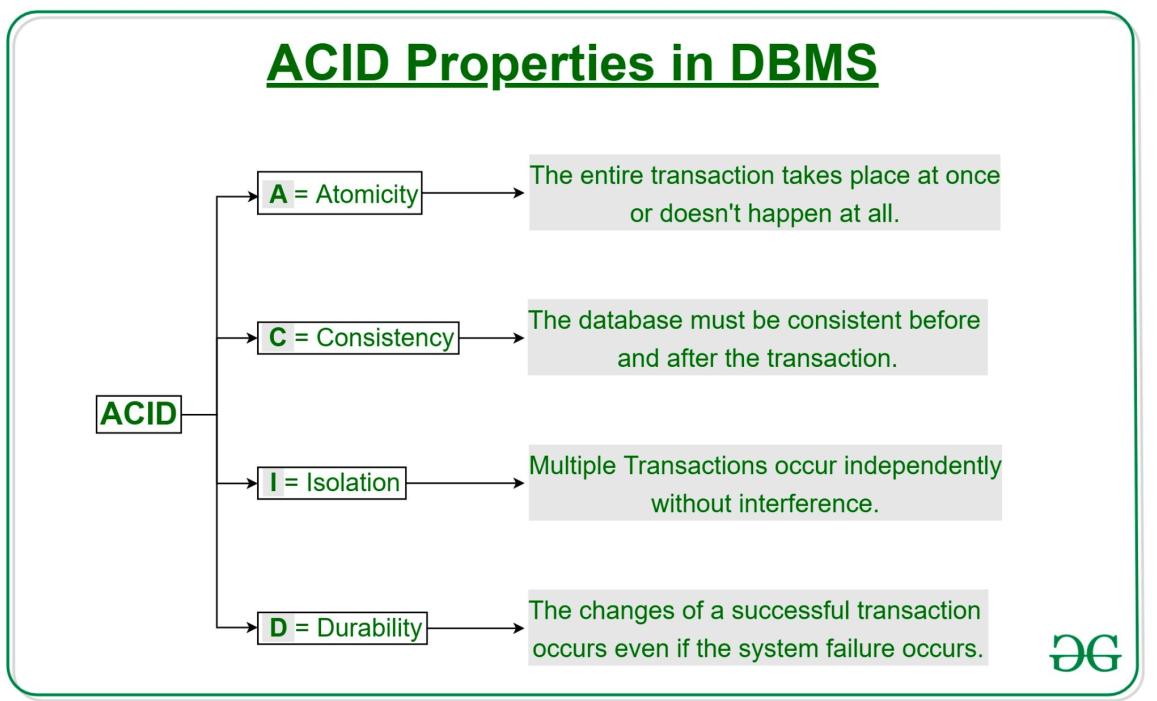 ACID Properties in DBMS
A = Atomicity
The entire transaction takes place at once
or doesn't happen at all.
C = Consistency
The database must be consistent before
and after the transaction.
ACID
I = Isolation
Multiple Transactions occur independently
without interference.
D = Durability
The changes of a successful transaction
occurs even if the system failure occurs.